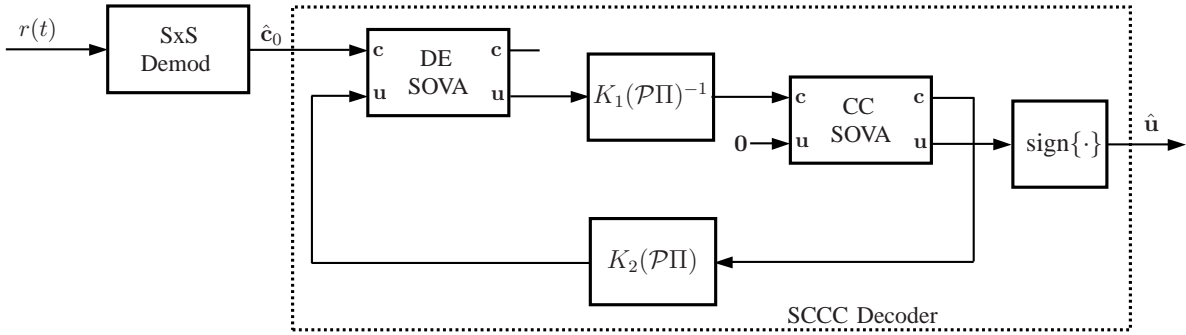 r(t)
SxS
Demod
ĉ₀
c
u
DE
SOVA
c
u
K₁(𝒫Π)⁻¹
0
c
u
CC
SOVA
c
u
sign{·}
û
K₂(𝒫Π)
SCCC Decoder